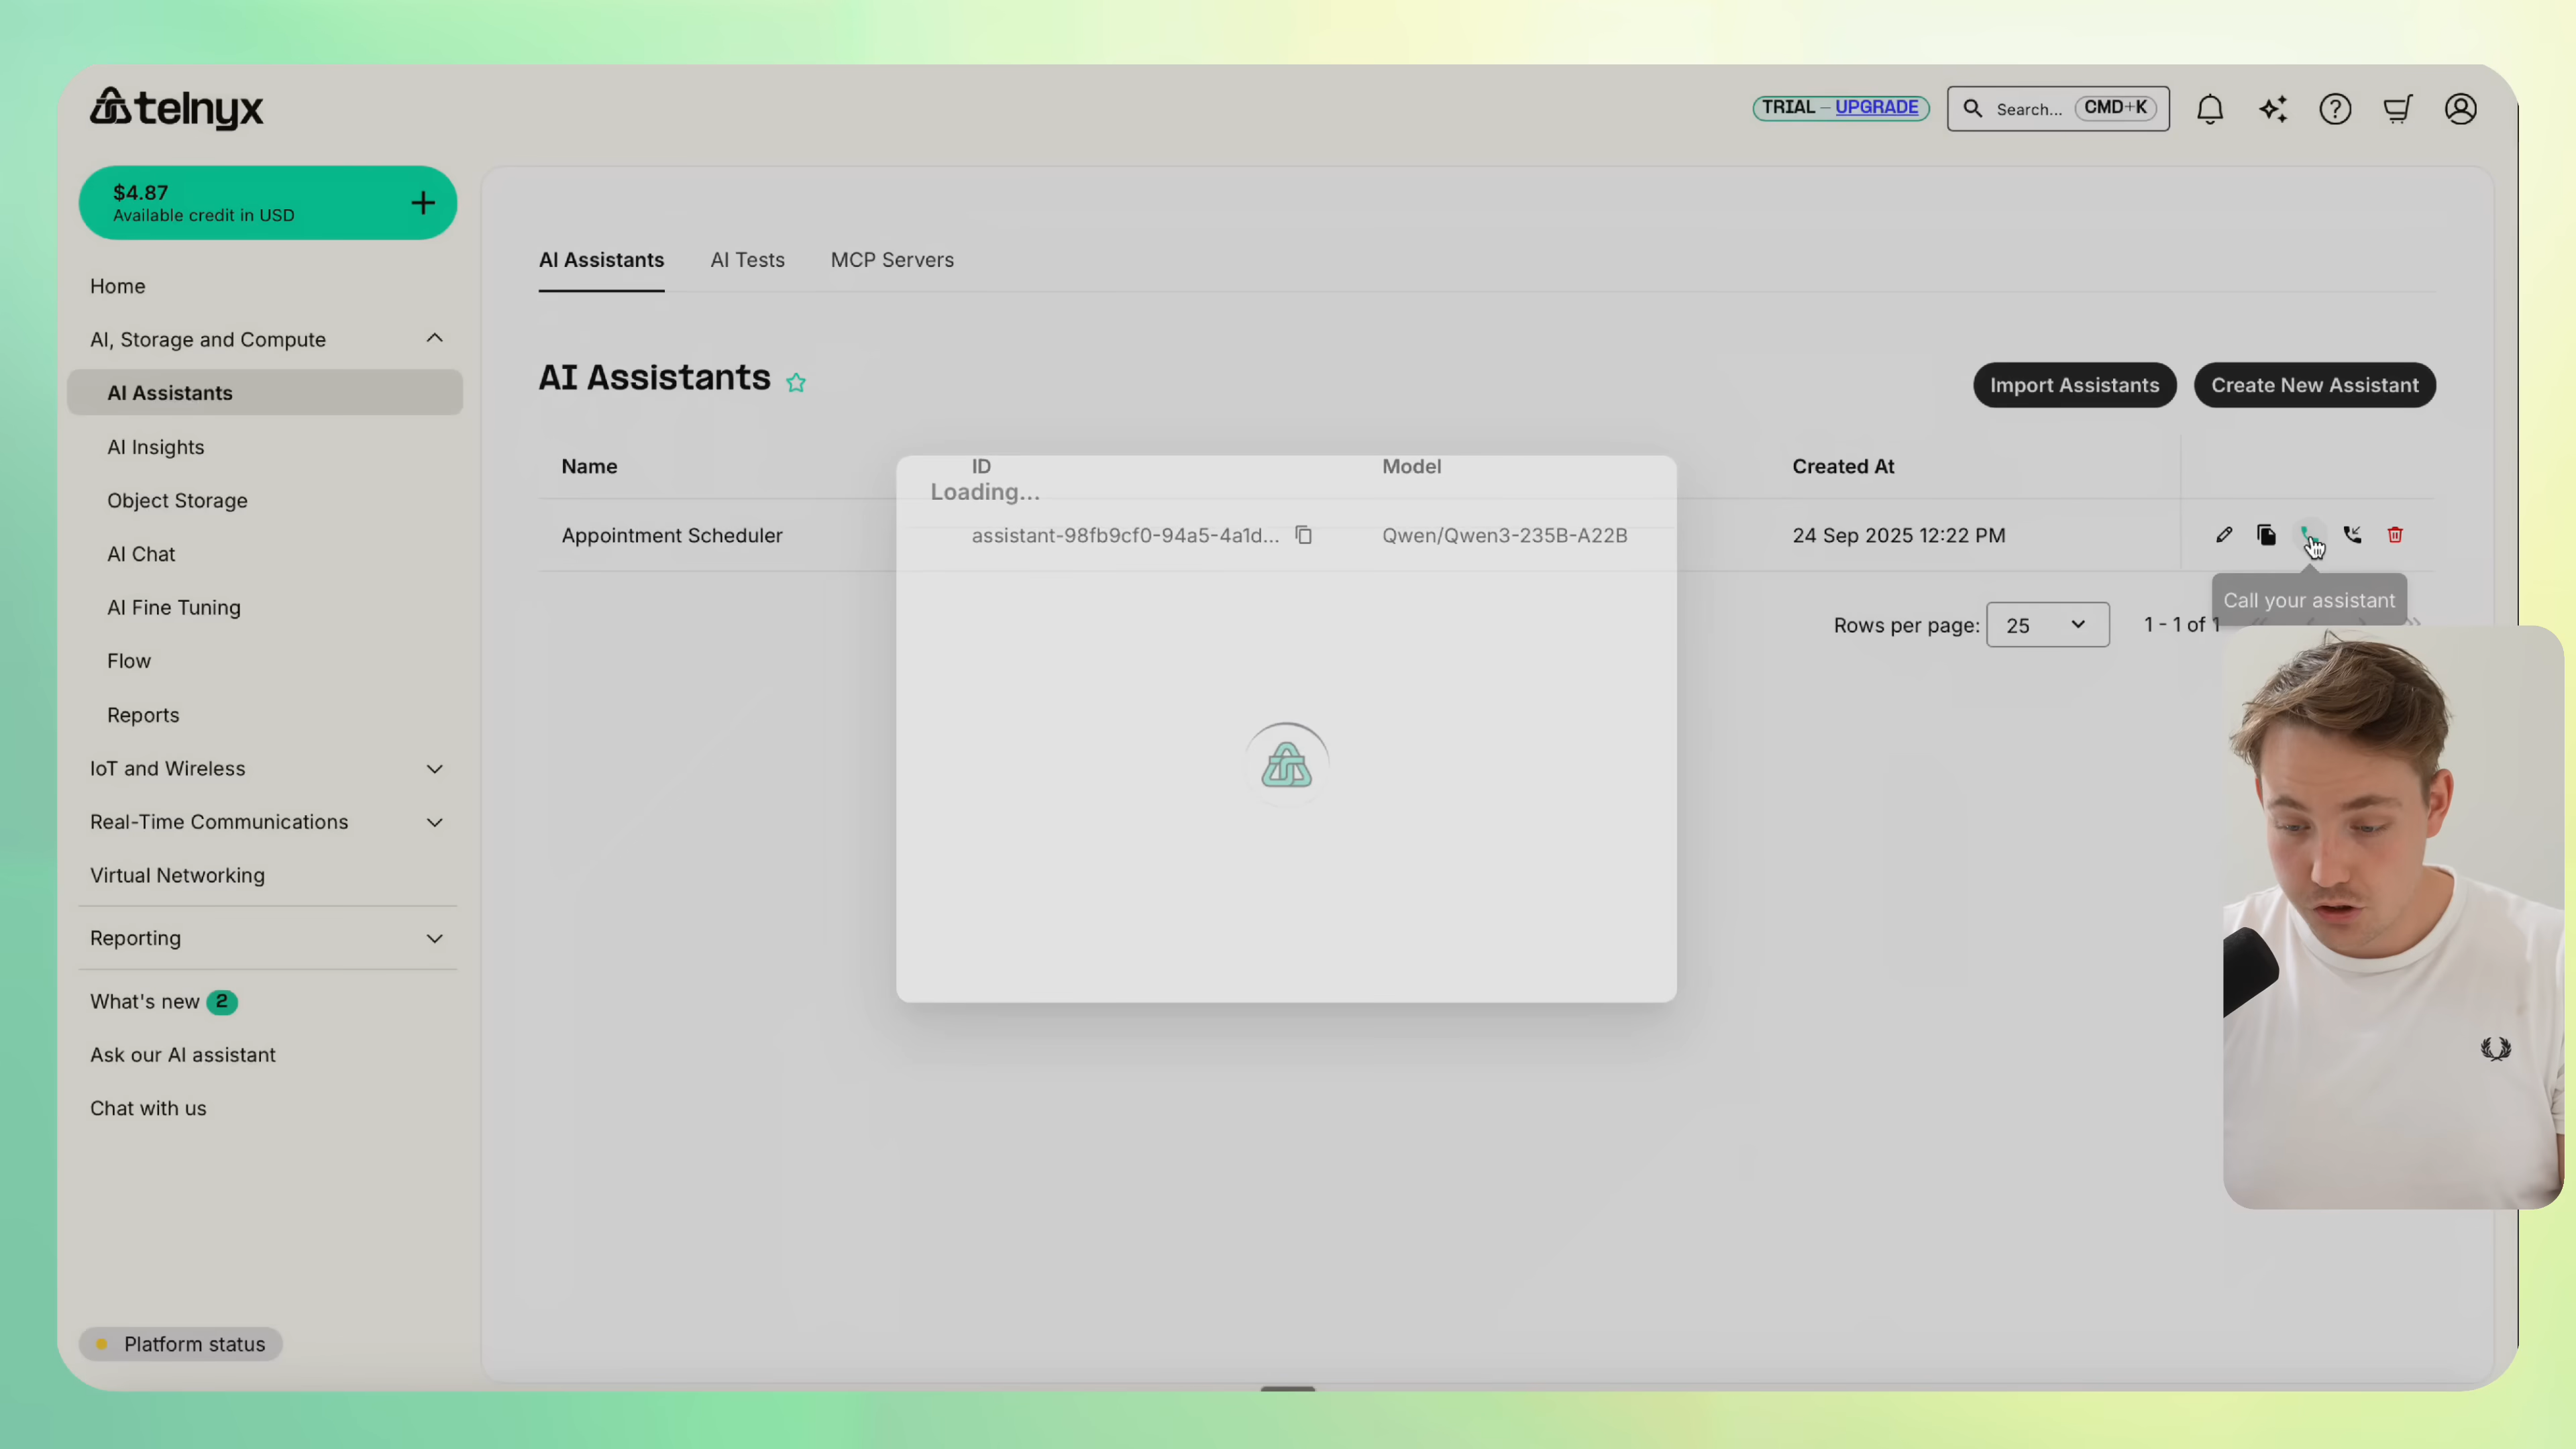 telnyx
TRIAL – UPGRADE
Search... CMD+K
$4.87
Available credit in USD
Home
AI, Storage and Compute
AI Assistants
AI Insights
Object Storage
AI Chat
AI Fine Tuning
Flow
Reports
IoT and Wireless
Real-Time Communications
Virtual Networking
Reporting
What's new 2
Ask our AI assistant
Chat with us
Platform status
AI Assistants AI Tests MCP Servers
AI Assistants
Import Assistants Create New Assistant
Name ID Model Created At
Loading...
Appointment Scheduler assistant-98fb9cf0-94a5-4a1d... Qwen/Qwen3-235B-A22B 24 Sep 2025 12:22 PM
Call your assistant
Rows per page: 25 1 - 1 of 1